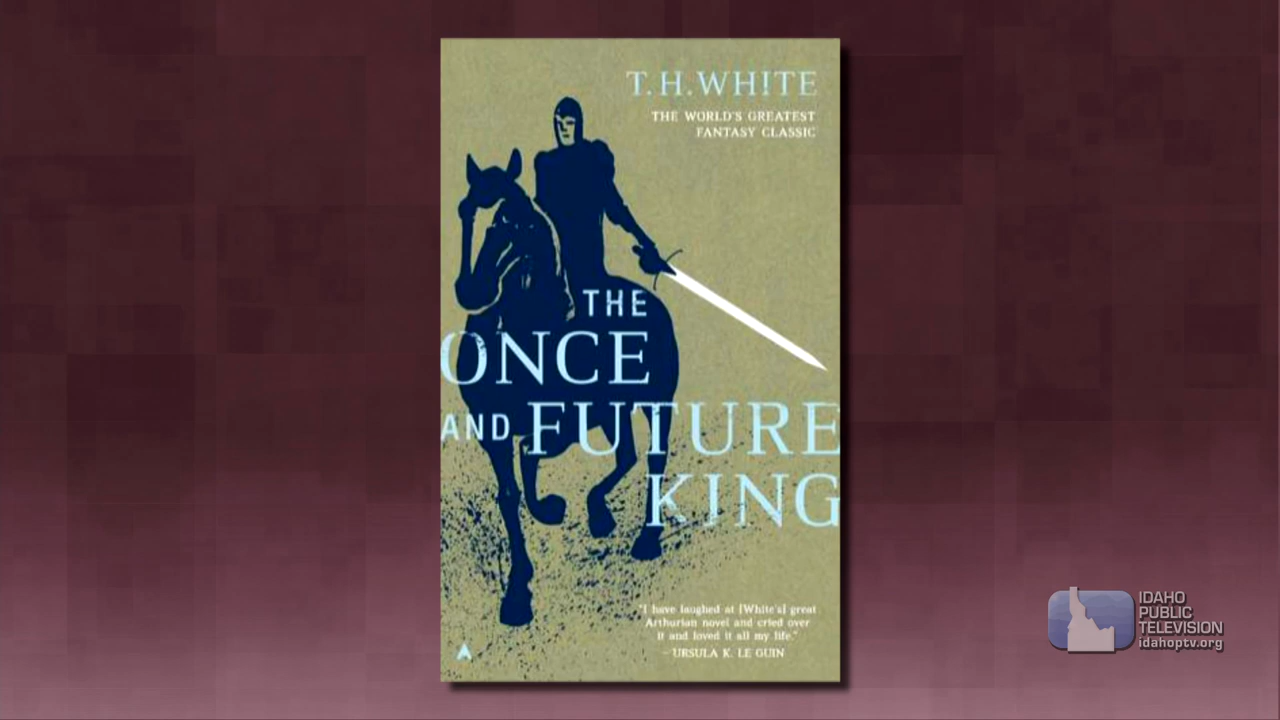 T.H.WHITE
THE WORLD'S GREATEST
FANTASY CLASSIC
THE
ONCE
AND FUTURE
KING
"I have laughed at [White's] great
Arthurian novel and cried over
it and loved it all my life."
– URSULA K. LE GUIN
IDAHO
PUBLIC
TELEVISION
idahoptv.org